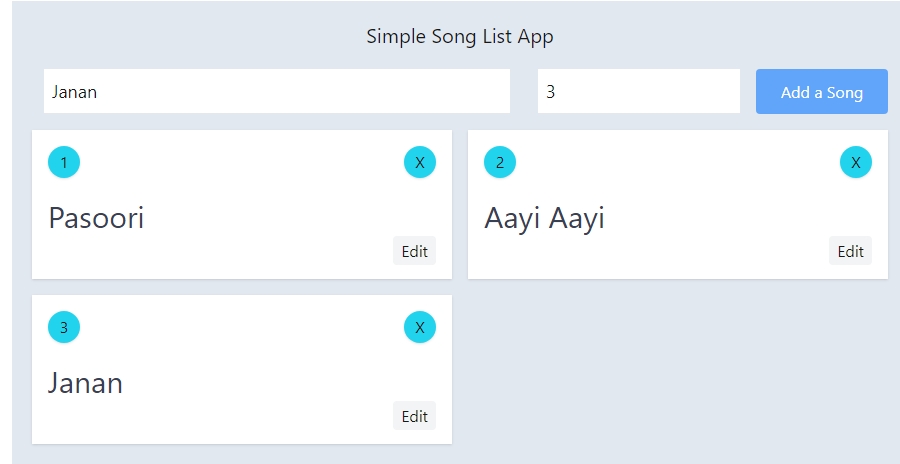 Simple Song List App
Janan 3 Add a Song
1 X 2 X
Pasoori Aayi Aayi
Edit Edit
3 X
Janan
Edit